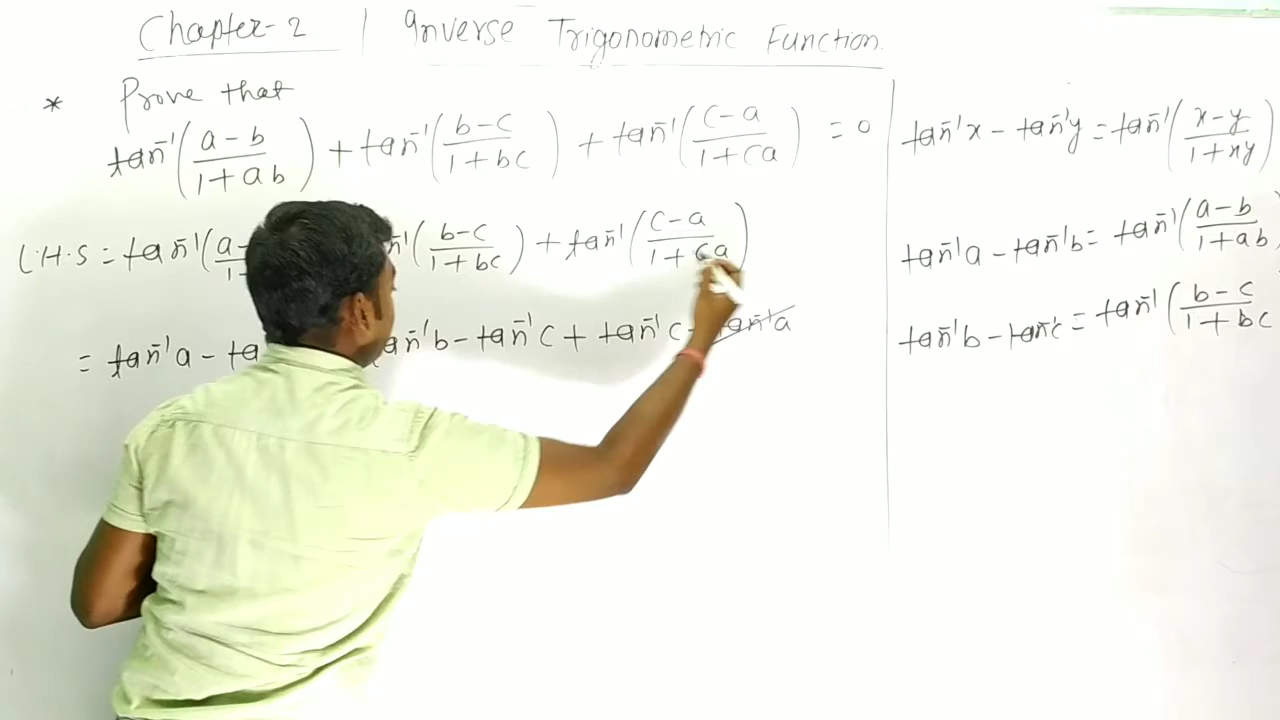 Chapter-2 | Inverse Trigonometric Function
* Prove that
tan⁻¹((a-b)/(1+ab)) + tan⁻¹((b-c)/(1+bc)) + tan⁻¹((c-a)/(1+ca)) = 0
L.H.S = tan⁻¹(a- ((b-c)/(1+bc)) + tan⁻¹((c-a)/(1+ca))
= tan⁻¹a - b - tan⁻¹c + tan⁻¹c - tan⁻¹a
tan⁻¹x - tan⁻¹y = tan⁻¹((x-y)/(1+xy))
tan⁻¹a - tan⁻¹b = tan⁻¹((a-b)/(1+ab))
tan⁻¹b - tan⁻¹c = tan⁻¹((b-c)/(1+bc